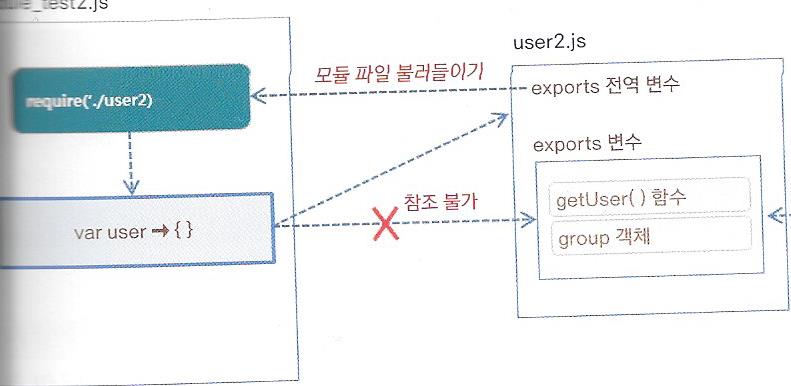 ule_test2.js
user2.js
모듈 파일 불러들이기
require('./user2)
exports 전역 변수
exports 변수
참조 불가
getUser( ) 함수
var user ➡ { }
group 객체